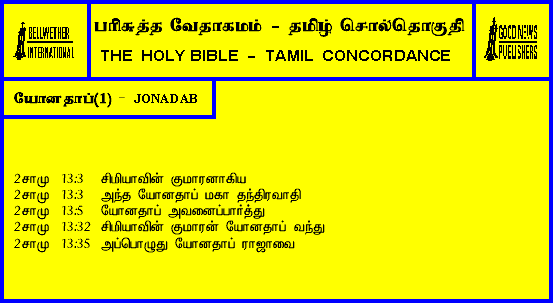 BELLWETHER
INTERNATIONAL
பரிசுத்த வேதாகமம் - தமிழ் சொல்தொகுதி
THE HOLY BIBLE - TAMIL CONCORDANCE
GOOD NEWS
PUBLISHERS
யோனதாப்(1) - JONADAB
2சாமு 13:3 சிமியாவின் குமாரனாகிய
2சாமு 13:3 அந்த யோனதாப் மகா தந்திரவாதி
2சாமு 13:5 யோனதாப் அவனைப்பார்த்து
2சாமு 13:32 சிமியாவின் குமாரன் யோனதாப் வந்து
2சாமு 13:35 அப்பொழுது யோனதாப் ராஜாவை